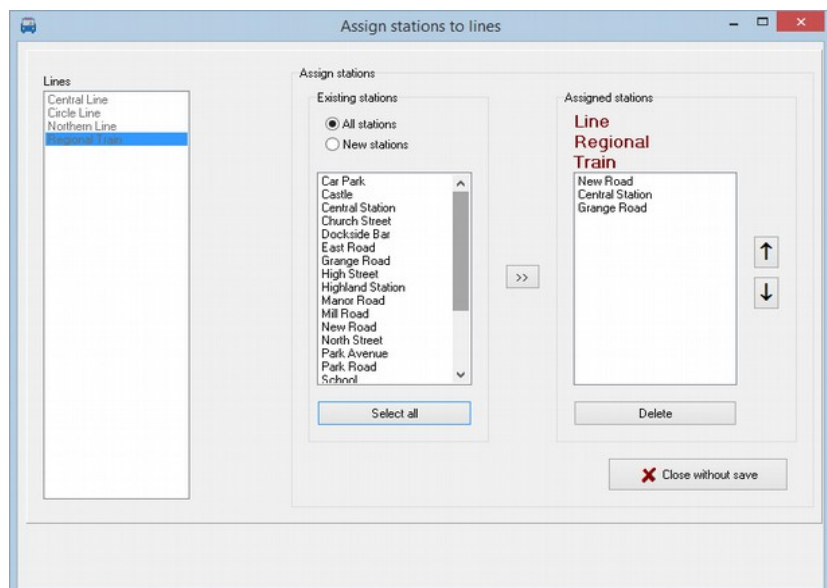 Assign stations to lines
Lines
Central Line
Circle Line
Northern Line
Regional Train
Assign stations
Existing stations
All stations
New stations
Car Park
Castle
Central Station
Church Street
Dockside Bar
East Road
Grange Road
High Street
Highland Station
Manor Road
Mill Road
New Road
North Street
Park Avenue
Park Road
School
Select all
>>
Assigned stations
Line
Regional
Train
New Road
Central Station
Grange Road
↑
↓
Delete
Close without save